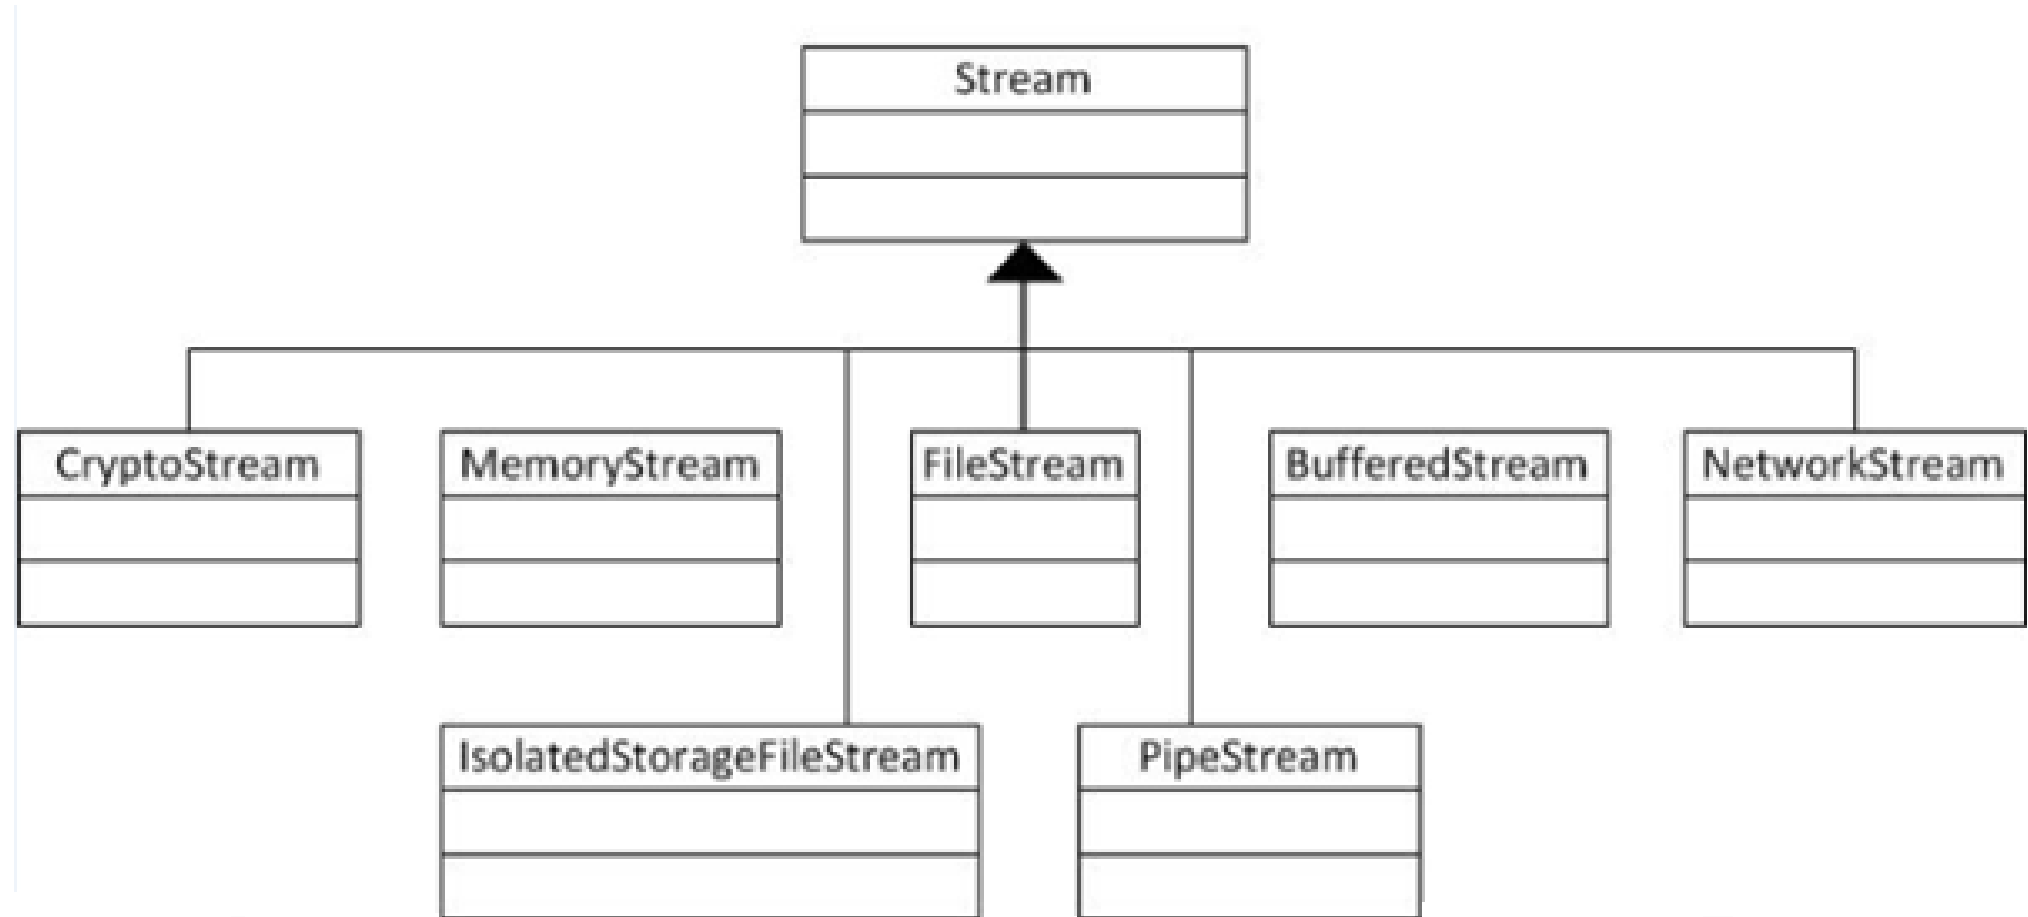 Stream
CryptoStream
MemoryStream
FileStream
BufferedStream
NetworkStream
IsolatedStorageFileStream
PipeStream